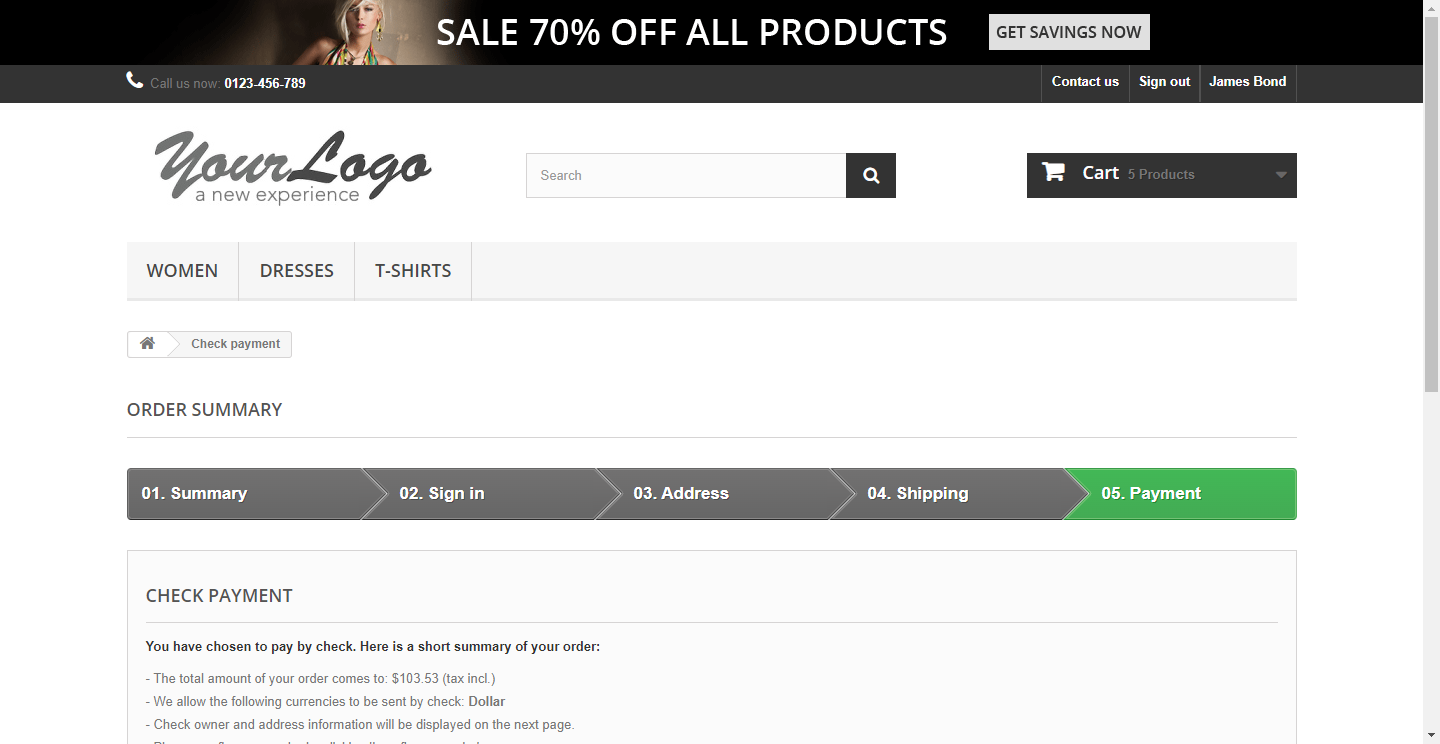 SALE 70% OFF ALL PRODUCTS GET SAVINGS NOW
Call us now: 0123-456-789 Contact us Sign out James Bond
YourLogo
a new experience
Search
Cart 5 Products
WOMEN DRESSES T-SHIRTS
Check payment
ORDER SUMMARY
01. Summary 02. Sign in 03. Address 04. Shipping 05. Payment
CHECK PAYMENT
You have chosen to pay by check. Here is a short summary of your order:
- The total amount of your order comes to: $103.53 (tax incl.)
- We allow the following currencies to be sent by check: Dollar
- Check owner and address information will be displayed on the next page.